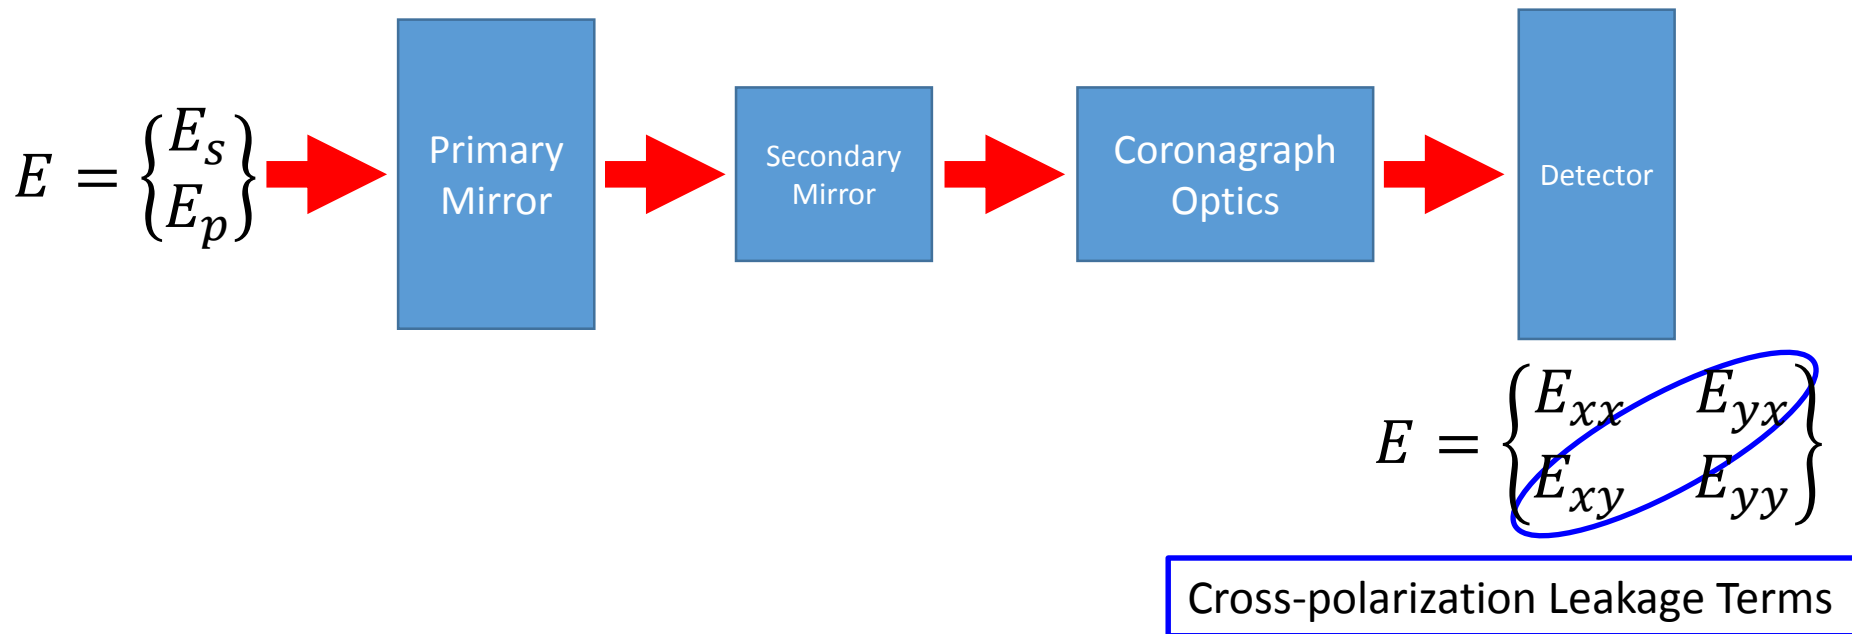 E = {E_s
E_p}
Primary
Mirror
Secondary
Mirror
Coronagraph
Optics
Detector
E = {E_xx E_yx
E_xy E_yy}
Cross-polarization Leakage Terms